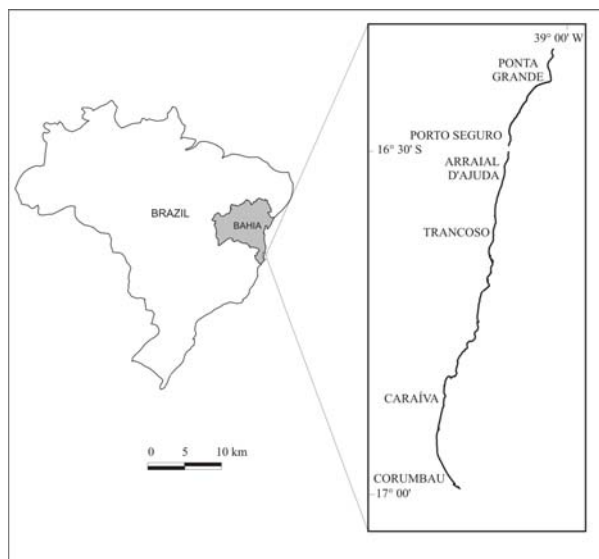 BRAZIL
BAHIA
0 5 10 km
39° 00' W
PONTA
GRANDE
PORTO SEGURO
16° 30' S
ARRAIAL
D'AJUDA
TRANCOSO
CARAÍVA
CORUMBAU
17° 00'